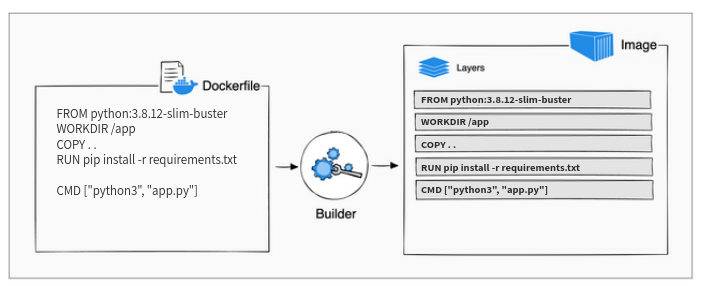 Dockerfile
FROM python:3.8.12-slim-buster
WORKDIR /app
COPY . .
RUN pip install -r requirements.txt
CMD ["python3", "app.py"]
Builder
Image
Layers
FROM python:3.8.12-slim-buster
WORKDIR /app
COPY . .
RUN pip install -r requirements.txt
CMD ["python3", "app.py"]